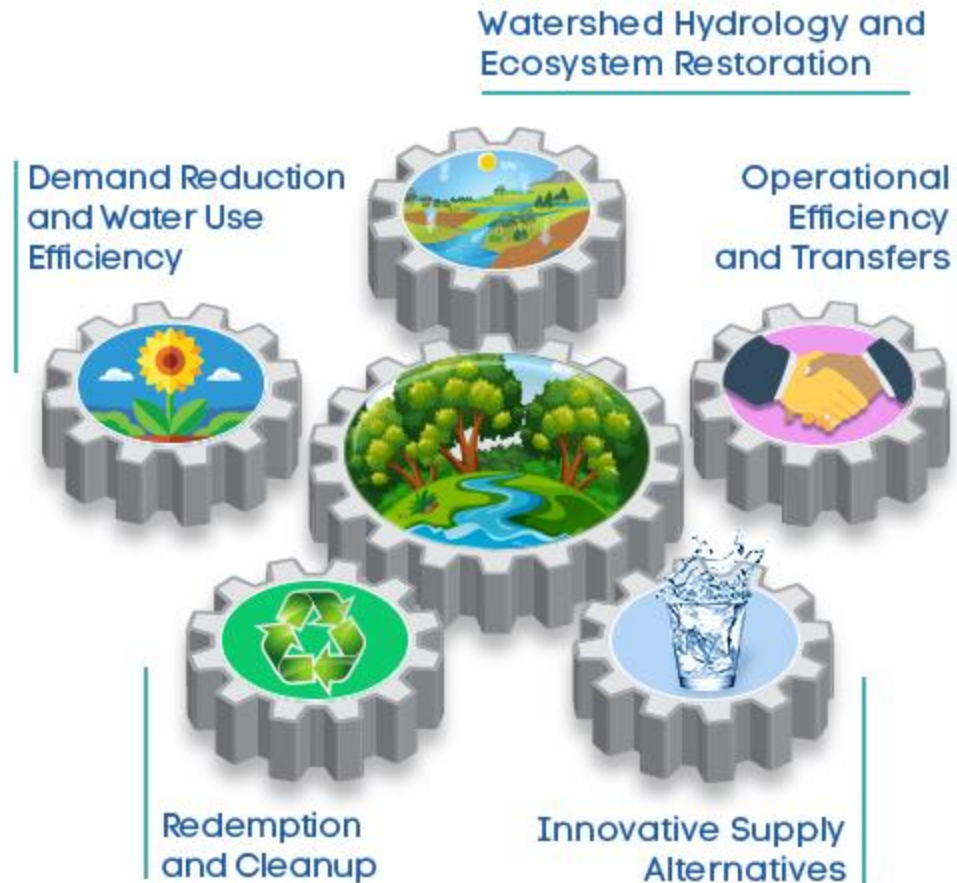 Watershed Hydrology and
Ecosystem Restoration
Demand Reduction
and Water Use
Efficiency
Operational
Efficiency
and Transfers
Redemption
and Cleanup
Innovative Supply
Alternatives